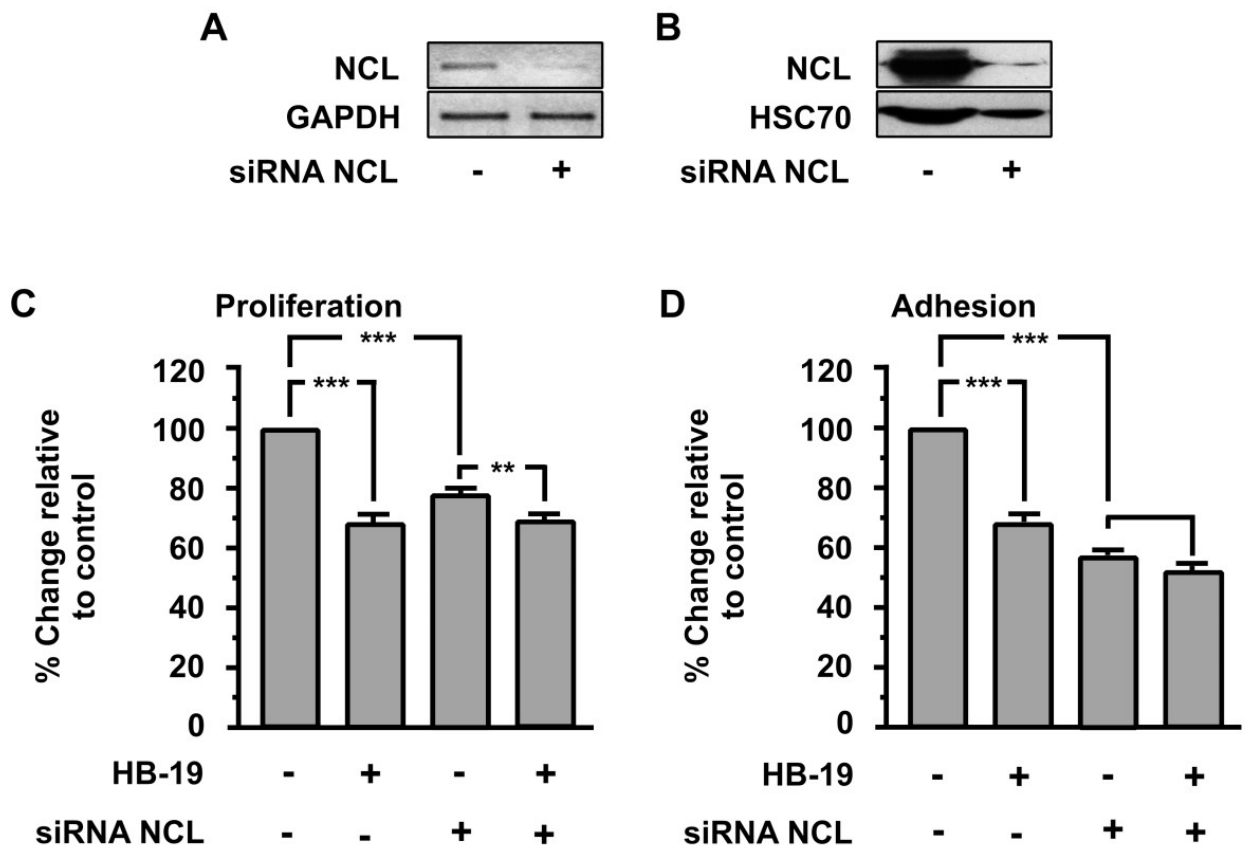 A
NCL
GAPDH
siRNA NCL - +
B
NCL
HSC70
siRNA NCL - +
C Proliferation
% Change relative
to control
120
100
80
60
40
20
0
***
***
**
HB-19 - + - +
siRNA NCL - - + +
D Adhesion
% Change relative
to control
120
100
80
60
40
20
0
***
***
HB-19 - + - +
siRNA NCL - - + +